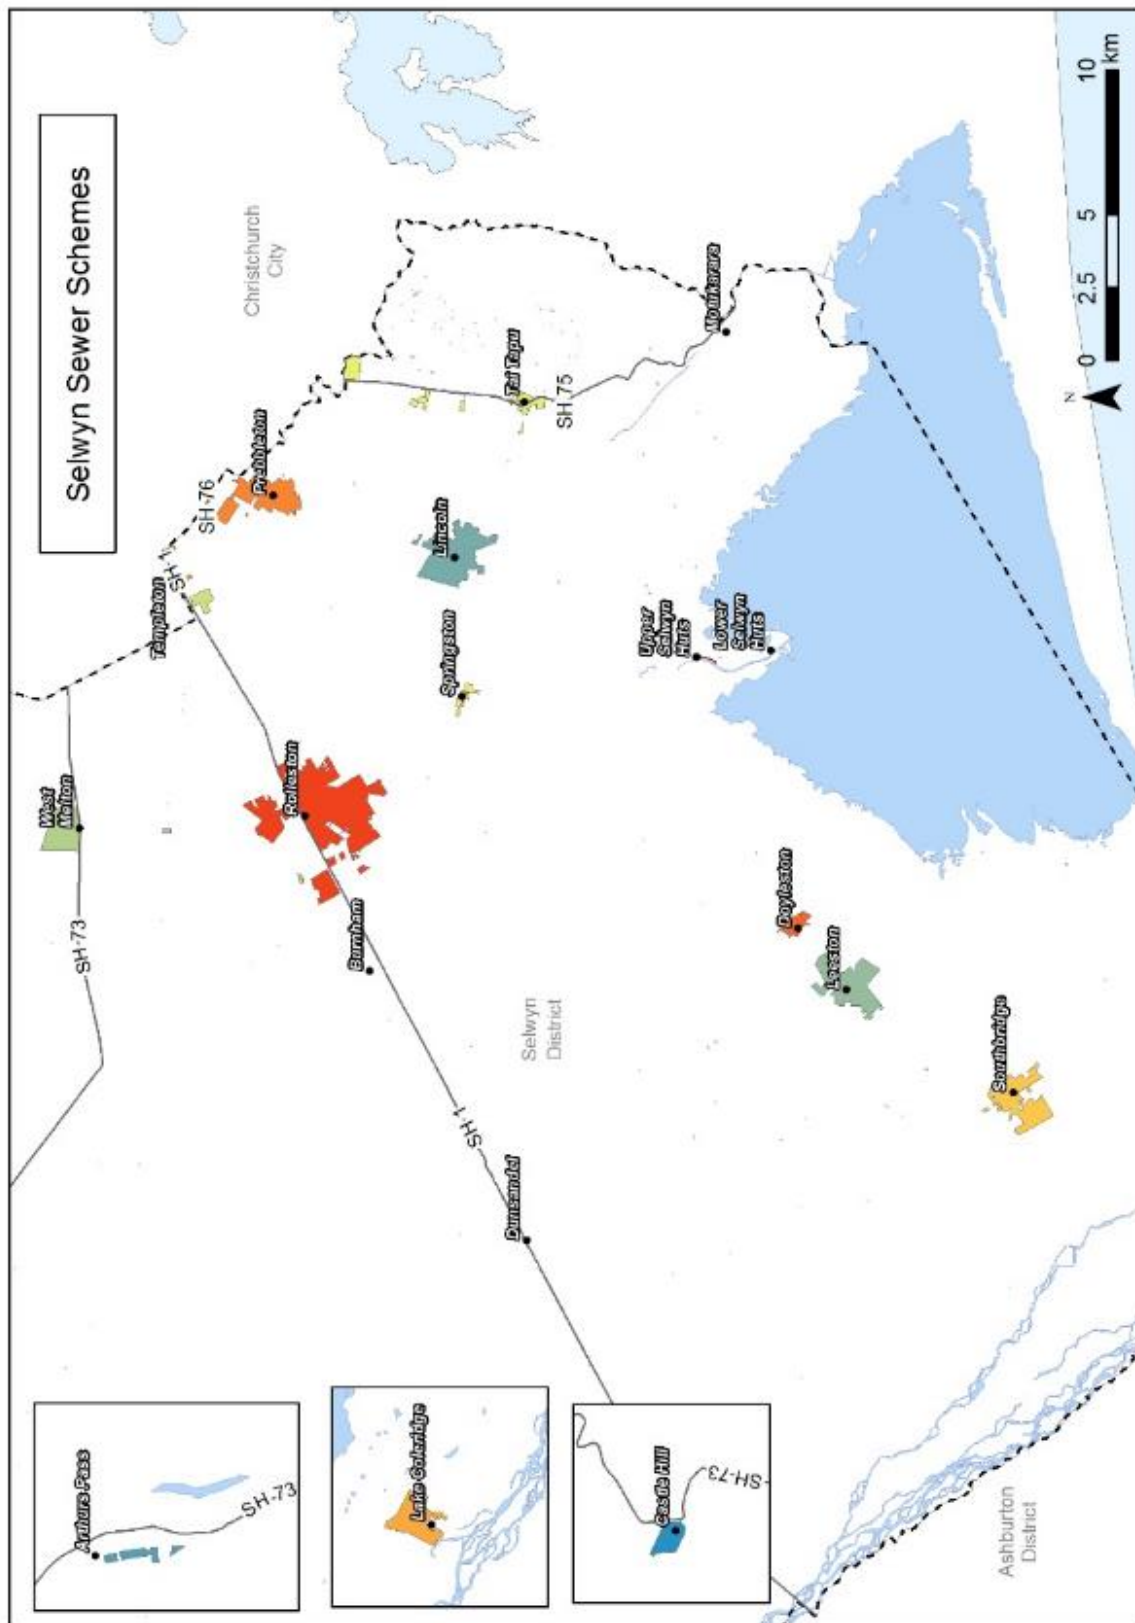 Selwyn Sewer Schemes
Arthurs Pass
SH-73
Lake Coleridge
Castle Hill
SH-73
West
Melton
SH-73
Templeton
SH-
SH-76
Christchurch
City
Prebbleton
Rolleston
Burnham
Lincoln
Springston
Tai Tapu
SH 75
Selwyn
District
SH-1
Dunsandel
Motukarara
Upper
Selwyn
Huts
Lower
Selwyn
Huts
Doyleston
Leeston
Southbridge
Ashburton
District
N
0 2.5 5 10
km